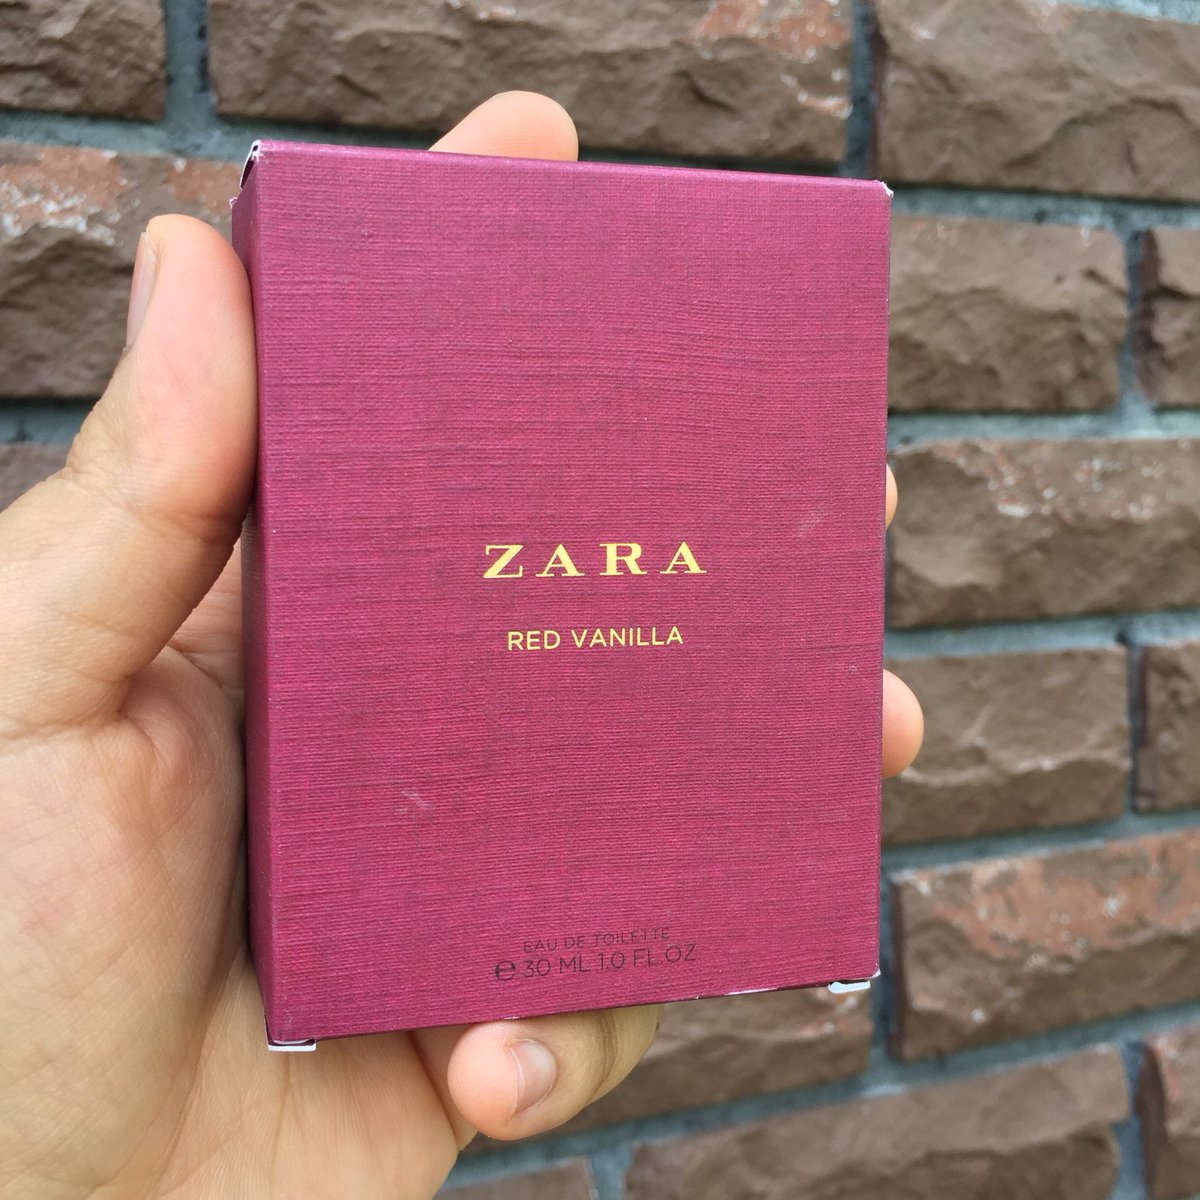 ZARA
RED VANILLA
EAU DE TOILETTE
℮ 30 ML 1.0 FL.OZ